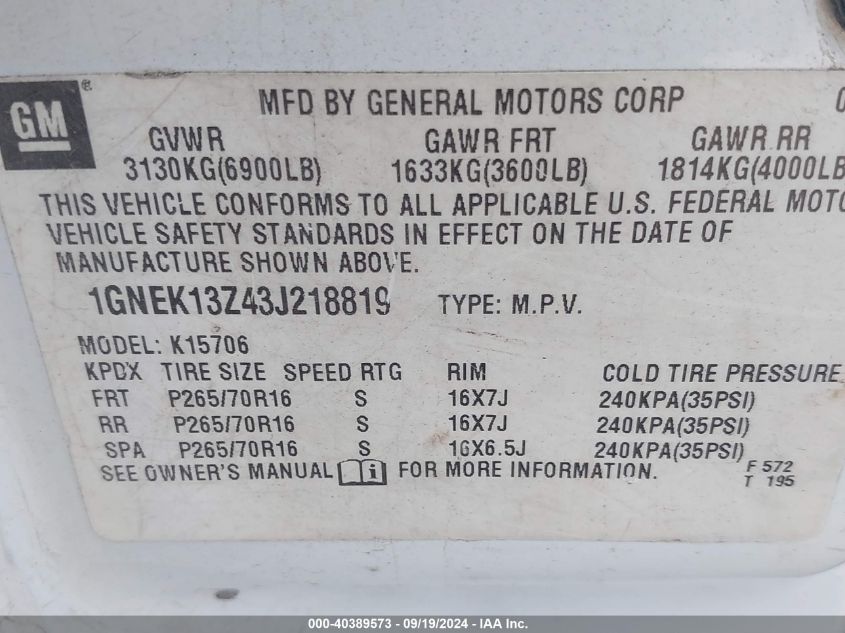 GM ®
MFD BY GENERAL MOTORS CORP 0
GVWR GAWR FRT GAWR RR
3130KG(6900LB) 1633KG(3600LB) 1814KG(4000LB
THIS VEHICLE CONFORMS TO ALL APPLICABLE U.S. FEDERAL MOTO
VEHICLE SAFETY STANDARDS IN EFFECT ON THE DATE OF
MANUFACTURE SHOWN ABOVE.
1GNEK13Z43J218819 TYPE: M.P.V.
MODEL: K15706
KPDX TIRE SIZE SPEED RTG RIM COLD TIRE PRESSURE
FRT P265/70R16 S 16X7J 240KPA(35PSI)
RR P265/70R16 S 16X7J 240KPA(35PSI)
SPA P265/70R16 S 16X6.5J 240KPA(35PSI)
SEE OWNER'S MANUAL i FOR MORE INFORMATION. F 572
T 195
000-40389573 - 09/19/2024 - IAA Inc.